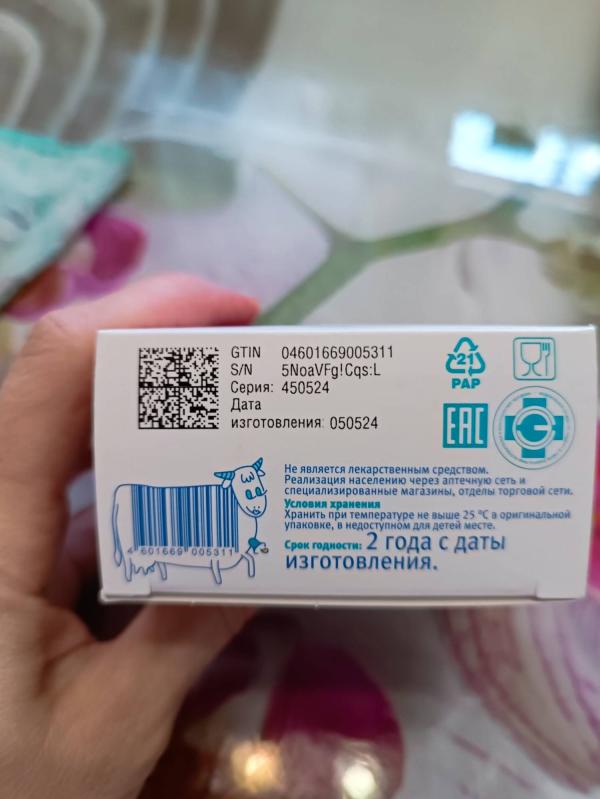 GTIN 04601669005311
S/N 5NoaVFg!Cqs:L
Серия: 450524
Дата
изготовления: 050524
21
PAP
EAC
Не является лекарственным средством.
Реализация населению через аптечную сеть и
специализированные магазины, отделы торговой сети.
Условия хранения
Хранить при температуре не выше 25 °C в оригинальной
упаковке, в недоступном для детей месте.
Срок годности: 2 года с даты
изготовления.
4 601669 005311